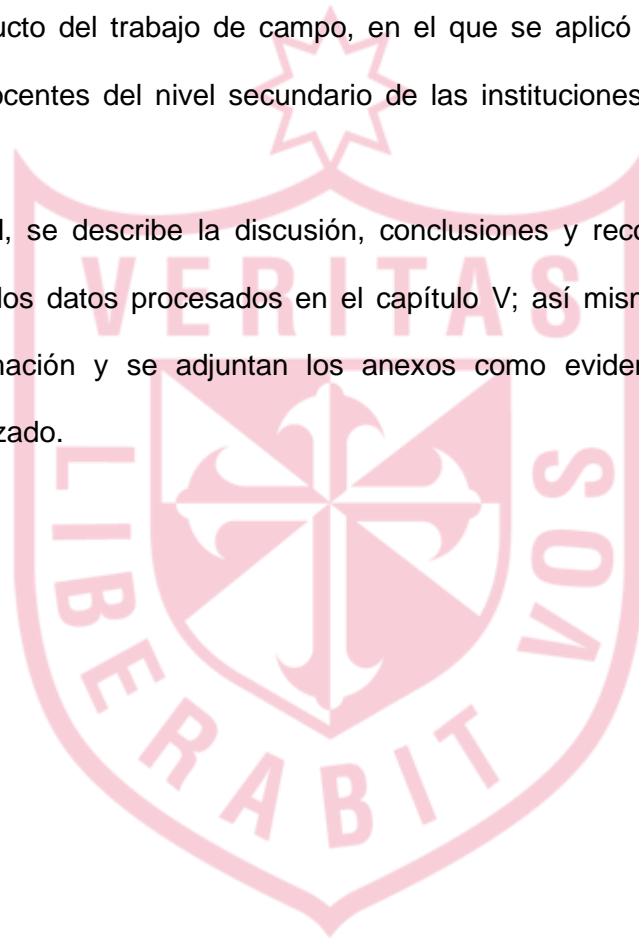 ucto del trabajo de campo, en el que se aplicó
ocentes del nivel secundario de las instituciones
l, se describe la discusión, conclusiones y reco
los datos procesados en el capítulo V; así misr
nación y se adjuntan los anexos como eviden
zado.
VERITAS
LIBERABIT VOS